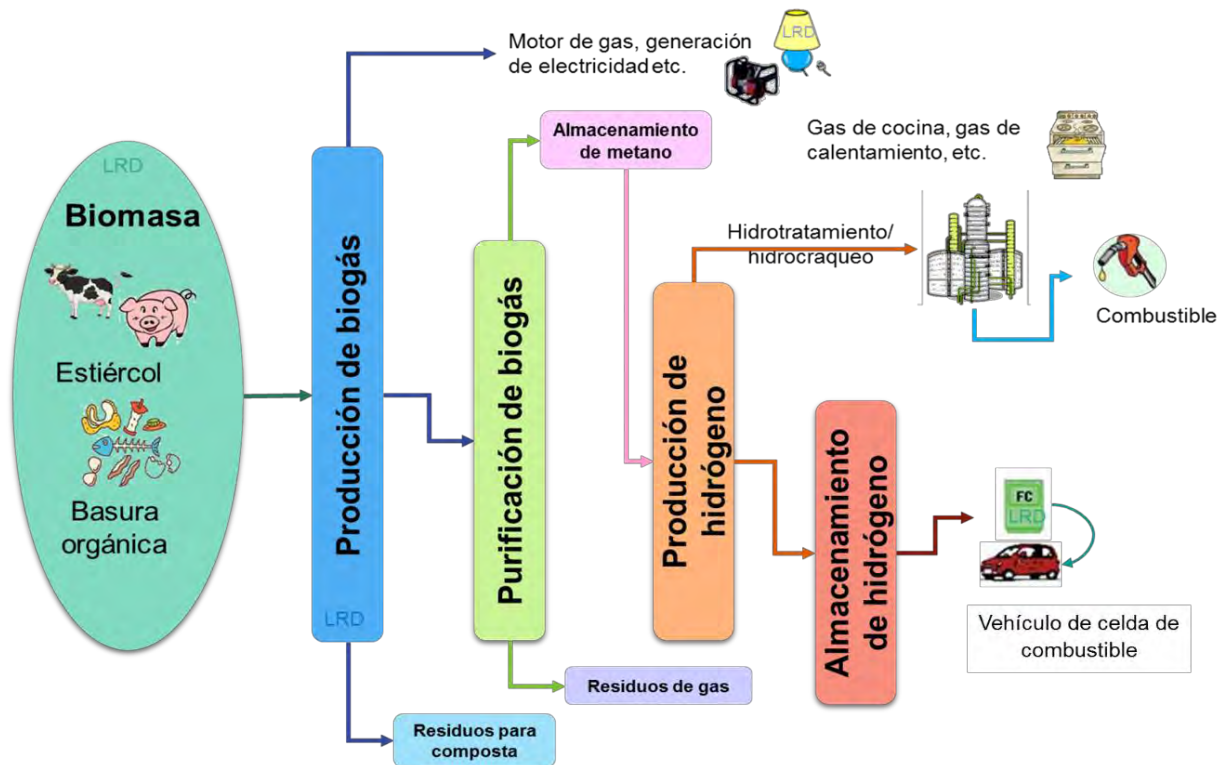 Motor de gas, generación
de electricidad etc.
LRD
Almacenamiento
de metano
Gas de cocina, gas de
calentamiento, etc.
LRD
Biomasa
Estiércol
Basura
orgánica
Producción de biogás
LRD
Purificación de biogás
Hidrotratamiento/
hidrocraqueo
Combustible
Producción de
hidrógeno
Almacenamiento
de hidrógeno
FC
LRD
Vehículo de celda de
combustible
Residuos de gas
Residuos para
composta